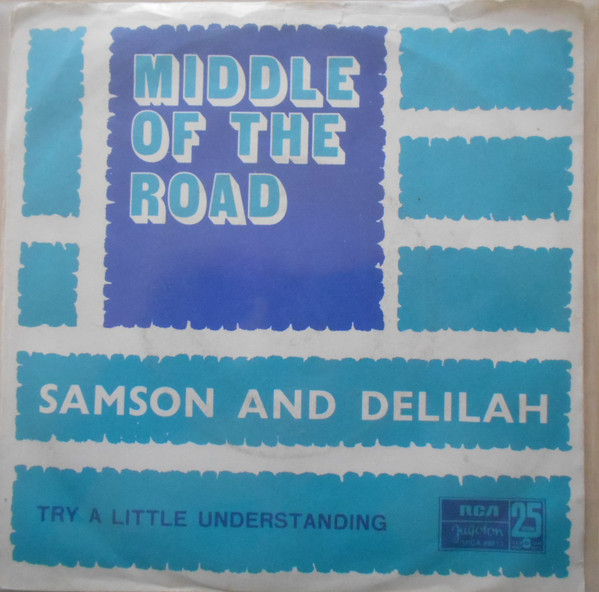 MIDDLE
OF THE
ROAD
SAMSON AND DELILAH
TRY A LITTLE UNDERSTANDING
RCA
Jugoton
25